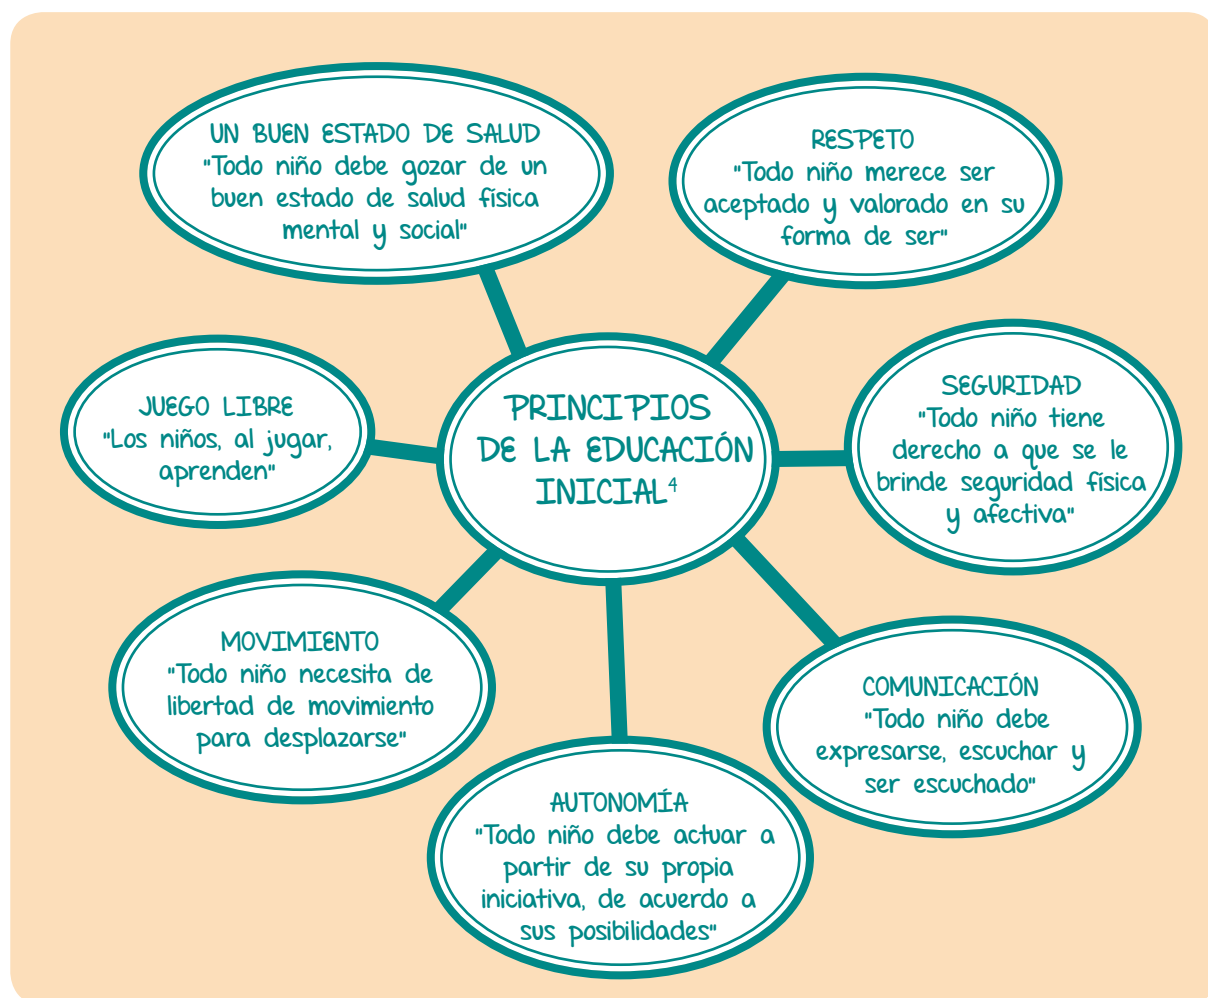 UN BUEN ESTADO DE SALUD
"Todo niño debe gozar de un
buen estado de salud física
mental y social"
RESPETO
"Todo niño merece ser
aceptado y valorado en su
forma de ser"
JUEGO LIBRE
"Los niños, al jugar,
aprenden"
PRINCIPIOS
DE LA EDUCACIÓN
INICIAL⁴
SEGURIDAD
"Todo niño tiene
derecho a que se le
brinde seguridad física
y afectiva"
MOVIMIENTO
"Todo niño necesita de
libertad de movimiento
para desplazarse"
COMUNICACIÓN
"Todo niño debe
expresarse, escuchar y
ser escuchado"
AUTONOMÍA
"Todo niño debe actuar a
partir de su propia
iniciativa, de acuerdo a
sus posibilidades"